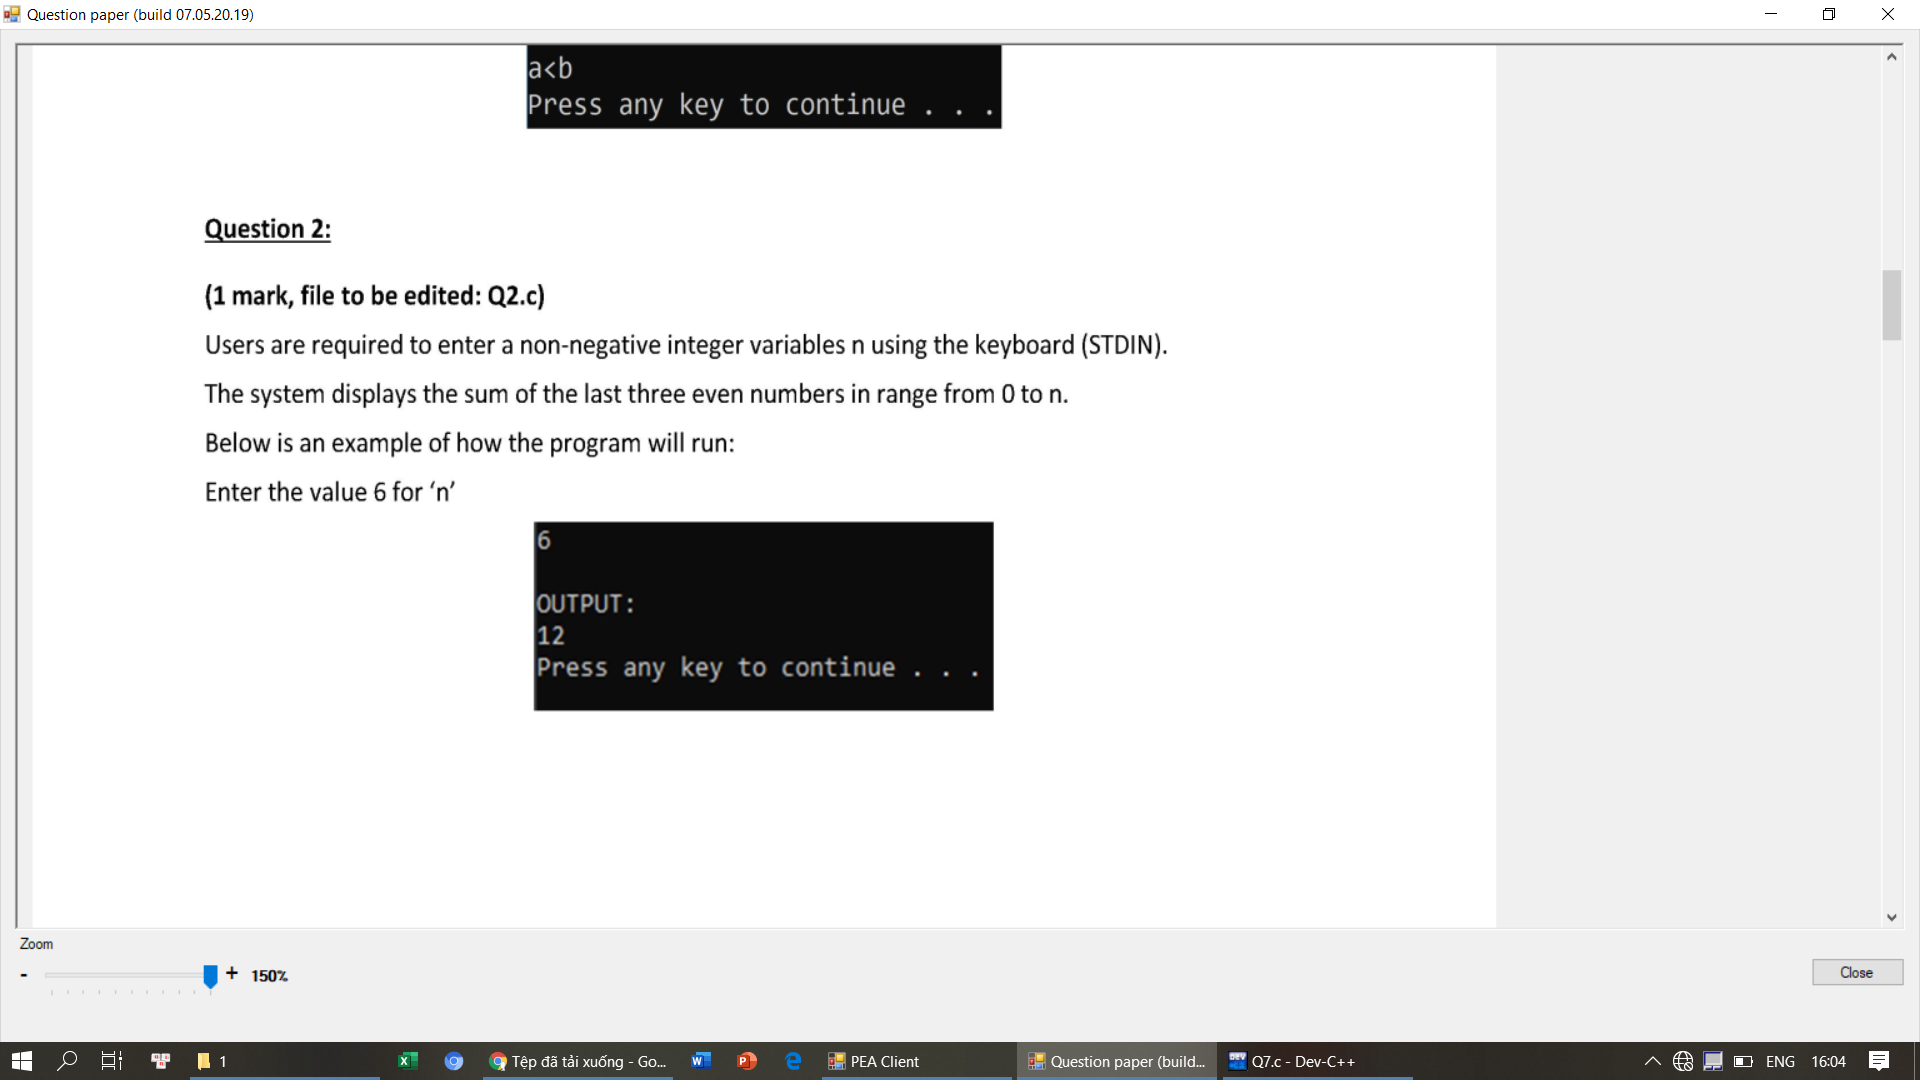 Question paper (build 07.05.20.19)
a<b
Press any key to continue . . .
Question 2:
(1 mark, file to be edited: Q2.c)
Users are required to enter a non-negative integer variables n using the keyboard (STDIN).
The system displays the sum of the last three even numbers in range from 0 to n.
Below is an example of how the program will run:
Enter the value 6 for ‘n’
6
OUTPUT:
12
Press any key to continue . . .
Zoom
- + 150%
Close
1
Tệp đã tải xuống - Go...
PEA Client
Question paper (build...
Q7.c - Dev-C++
ENG
16:04